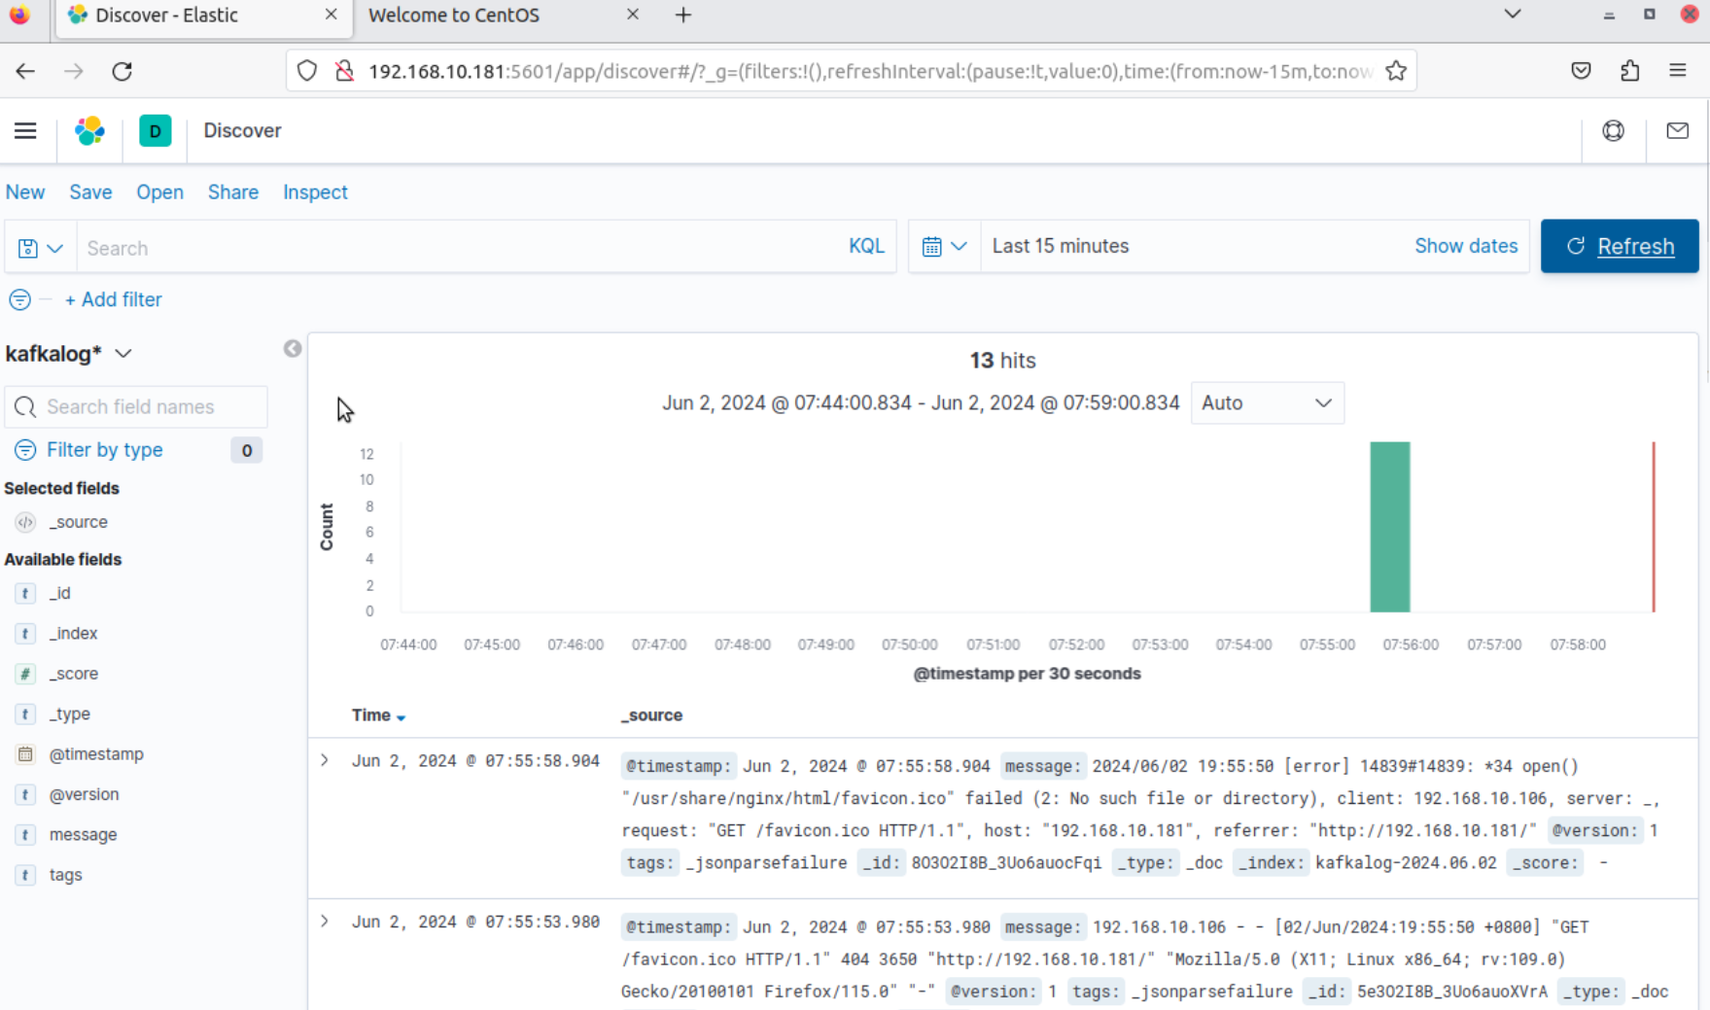 Discover - Elastic
Welcome to CentOS
192.168.10.181:5601/app/discover#/?_g=(filters:!(),refreshInterval:(pause:!t,value:0),time:(from:now-15m,to:now
D
Discover
New Save Open Share Inspect
Search
KQL
Last 15 minutes
Show dates
Refresh
+ Add filter
kafkalog*
Search field names
Filter by type 0
Selected fields
_source
Available fields
t _id
t _index
# _score
t _type
@timestamp
t @version
t message
t tags
13 hits
Jun 2, 2024 @ 07:44:00.834 - Jun 2, 2024 @ 07:59:00.834 Auto
Count
12
10
8
6
4
2
0
07:44:00 07:45:00 07:46:00 07:47:00 07:48:00 07:49:00 07:50:00 07:51:00 07:52:00 07:53:00 07:54:00 07:55:00 07:56:00 07:57:00 07:58:00
@timestamp per 30 seconds
Time _source
Jun 2, 2024 @ 07:55:58.904 @timestamp: Jun 2, 2024 @ 07:55:58.904 message: 2024/06/02 19:55:50 [error] 14839#14839: *34 open()
"/usr/share/nginx/html/favicon.ico" failed (2: No such file or directory), client: 192.168.10.106, server: _,
request: "GET /favicon.ico HTTP/1.1", host: "192.168.10.181", referrer: "http://192.168.10.181/" @version: 1
tags: _jsonparsefailure _id: 8O3O2I8B_3Uo6auocFqi _type: _doc _index: kafkalog-2024.06.02 _score: -
Jun 2, 2024 @ 07:55:53.980 @timestamp: Jun 2, 2024 @ 07:55:53.980 message: 192.168.10.106 - - [02/Jun/2024:19:55:50 +0800] "GET
/favicon.ico HTTP/1.1" 404 3650 "http://192.168.10.181/" "Mozilla/5.0 (X11; Linux x86_64; rv:109.0)
Gecko/20100101 Firefox/115.0" "-" @version: 1 tags: _jsonparsefailure _id: 5e3O2I8B_3Uo6auoXVrA _type: _doc